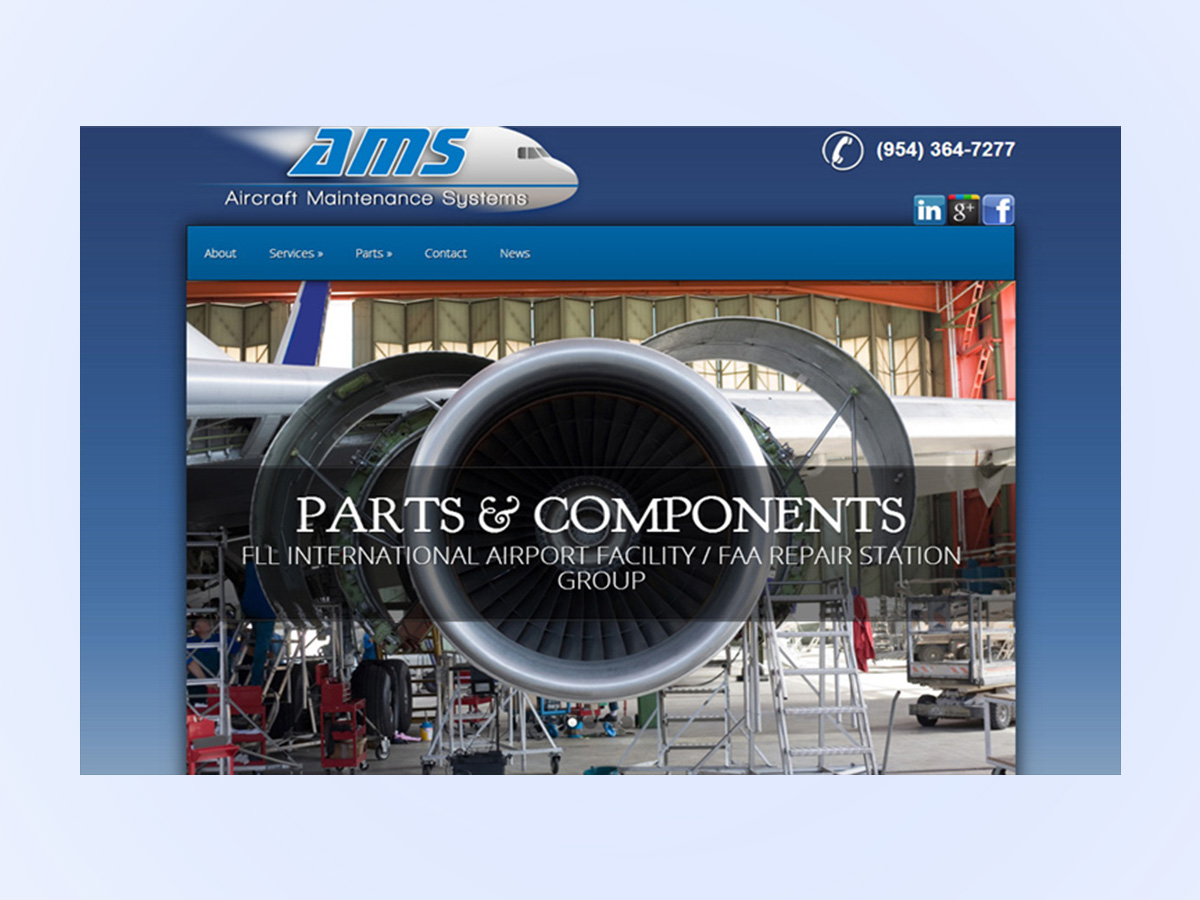 AMS
Aircraft Maintenance Systems
(954) 364-7277
in g+ f
About Services » Parts » Contact News
PARTS & COMPONENTS
FLL INTERNATIONAL AIRPORT FACILITY / FAA REPAIR STATION
GROUP